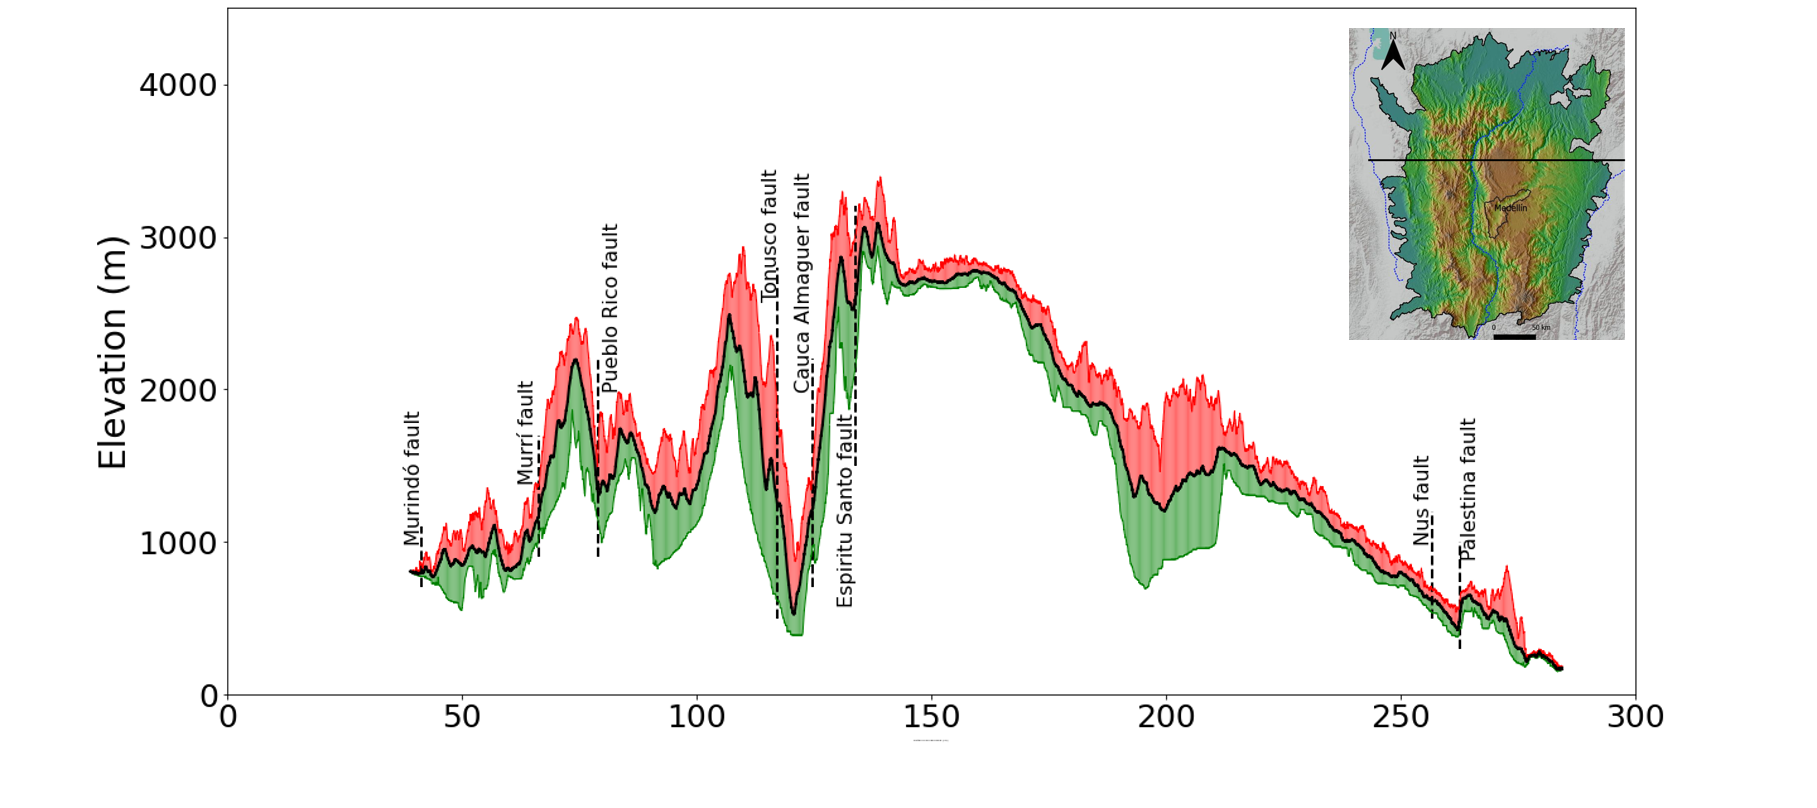 N
Medellín
0 50 km
Elevation (m)
4000
3000
2000
1000
0
Murindó fault
Murrí fault
Pueblo Rico fault
Tonusco fault
Cauca Almaguer fault
Espiritu Santo fault
Nus fault
Palestina fault
0 50 100 150 200 250 300